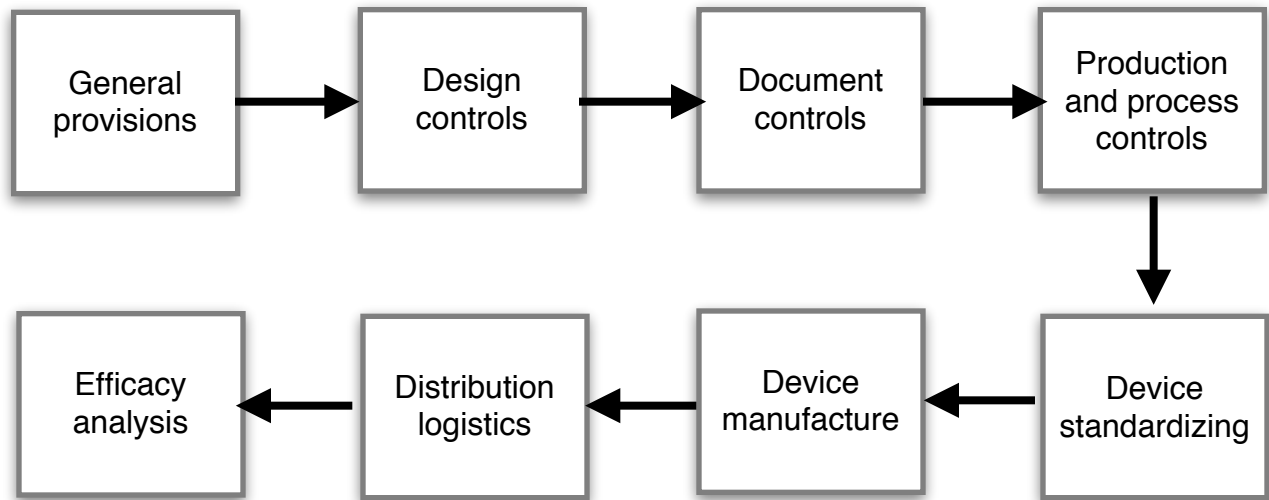 General
provisions
Design
controls
Document
controls
Production
and process
controls
Device
standardizing
Device
manufacture
Distribution
logistics
Efficacy
analysis